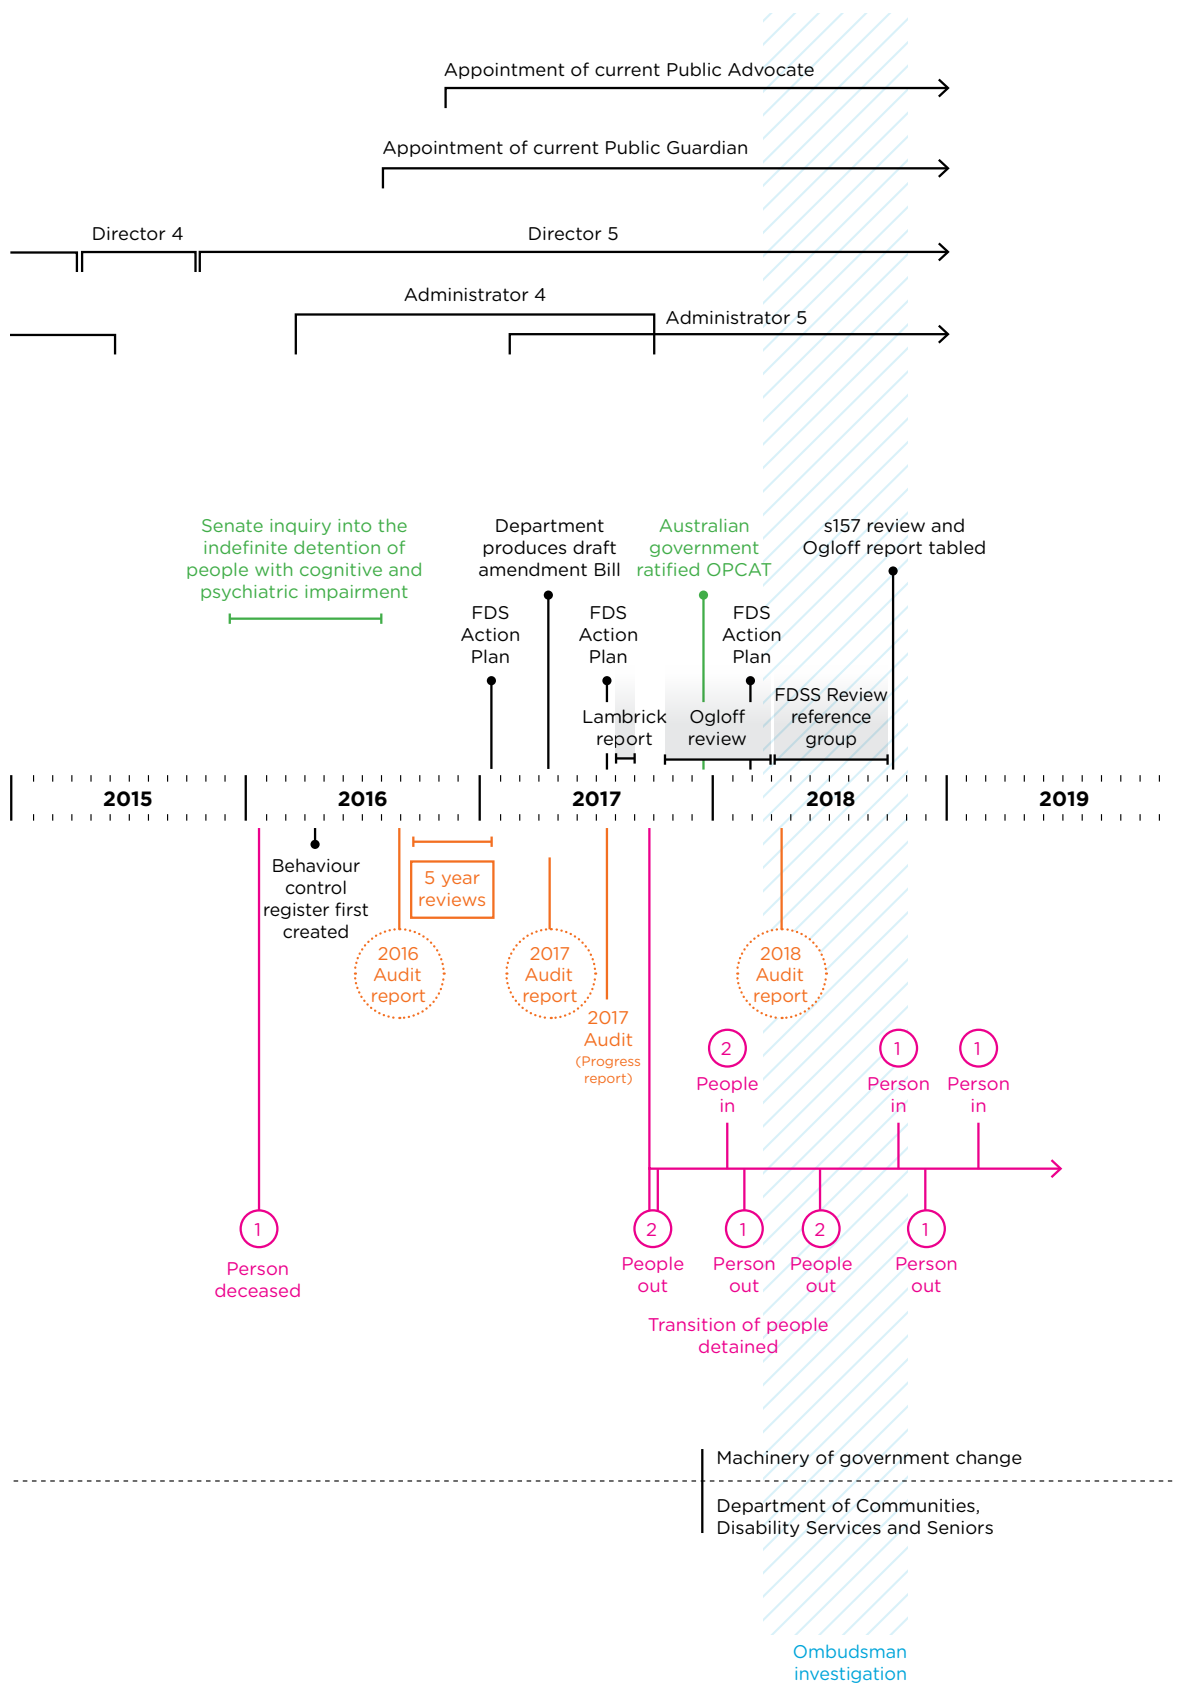 Appointment of current Public Advocate
Appointment of current Public Guardian
Director 4
Director 5
Administrator 4
Administrator 5
Senate inquiry into the
indefinite detention of
people with cognitive and
psychiatric impairment
Department
produces draft
amendment Bill
Australian
government
ratified OPCAT
s157 review and
Ogloff report tabled
FDS
Action
Plan
FDS
Action
Plan
FDS
Action
Plan
Lambrick
report
Ogloff
review
FDSS Review
reference
group
2015
2016
2017
2018
2019
Behaviour
control
register first
created
5 year
reviews
2016
Audit
report
2017
Audit
report
2017
Audit
(Progress
report)
2018
Audit
report
2
People
in
1
Person
in
1
Person
in
1
Person
deceased
2
People
out
1
Person
out
2
People
out
1
Person
out
Transition of people
detained
Machinery of government change
Department of Communities,
Disability Services and Seniors
Ombudsman
investigation